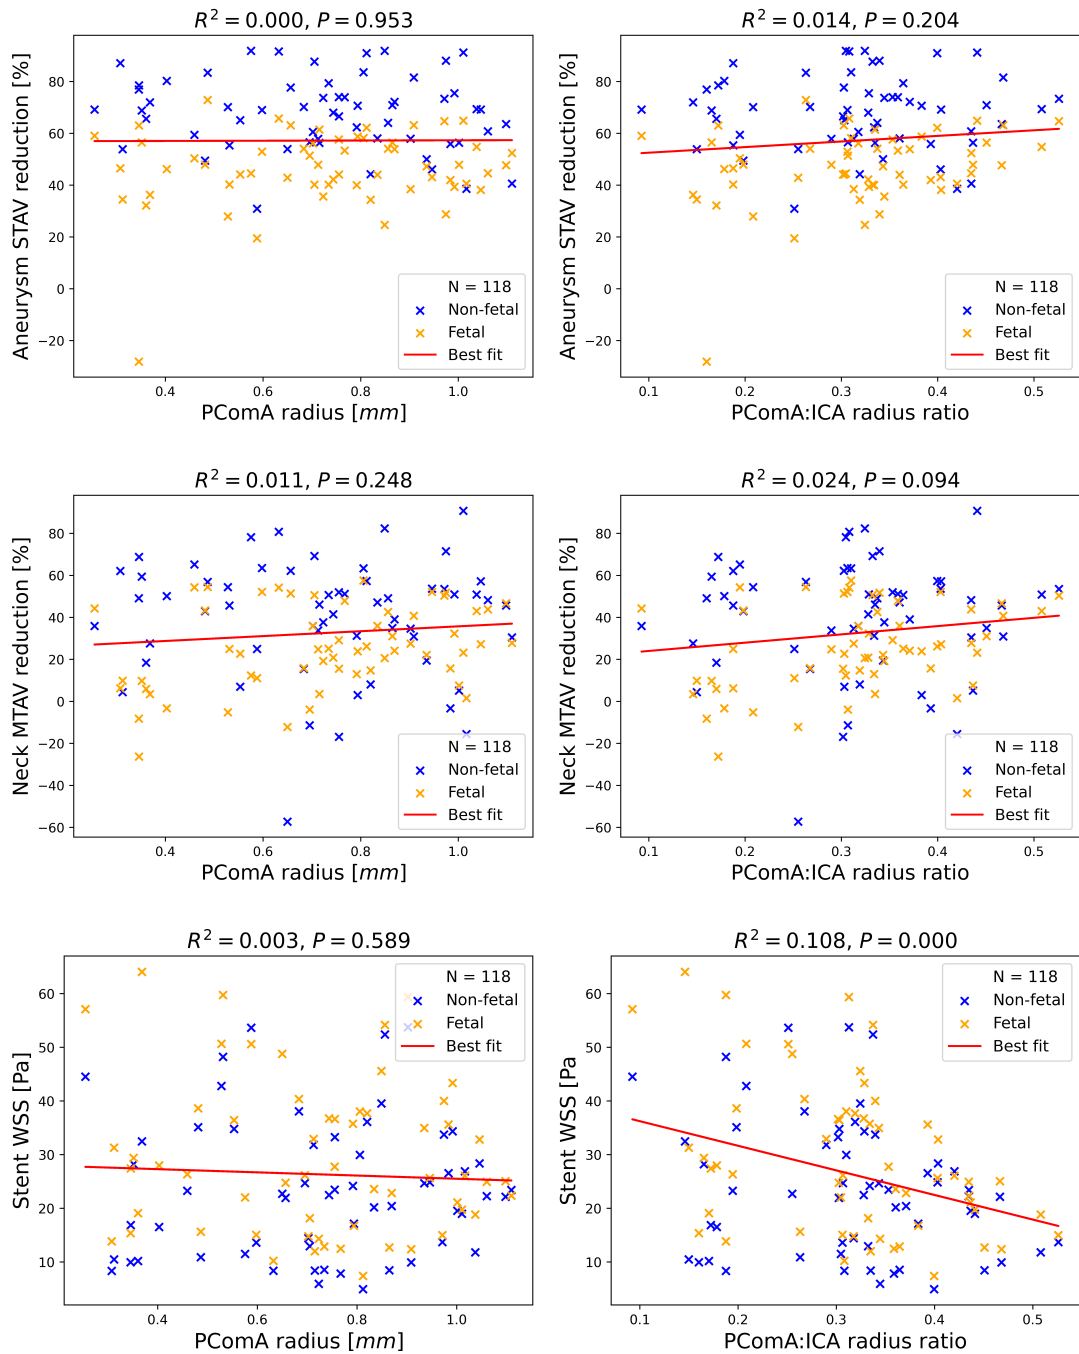 R² = 0.000, P = 0.953
Aneurysm STAV reduction [%]
80
60
40
20
0
−20
N = 118
Non-fetal
Fetal
Best fit
0.4 0.6 0.8 1.0
PComA radius [mm]
R² = 0.014, P = 0.204
Aneurysm STAV reduction [%]
80
60
40
20
0
−20
N = 118
Non-fetal
Fetal
Best fit
0.1 0.2 0.3 0.4 0.5
PComA:ICA radius ratio
R² = 0.011, P = 0.248
Neck MTAV reduction [%]
80
60
40
20
0
−20
−40
−60
N = 118
Non-fetal
Fetal
Best fit
0.4 0.6 0.8 1.0
PComA radius [mm]
R² = 0.024, P = 0.094
Neck MTAV reduction [%]
80
60
40
20
0
−20
−40
−60
N = 118
Non-fetal
Fetal
Best fit
0.1 0.2 0.3 0.4 0.5
PComA:ICA radius ratio
R² = 0.003, P = 0.589
Stent WSS [Pa]
60
50
40
30
20
10
N = 118
Non-fetal
Fetal
Best fit
0.4 0.6 0.8 1.0
PComA radius [mm]
R² = 0.108, P = 0.000
Stent WSS [Pa
60
50
40
30
20
10
N = 118
Non-fetal
Fetal
Best fit
0.1 0.2 0.3 0.4 0.5
PComA:ICA radius ratio